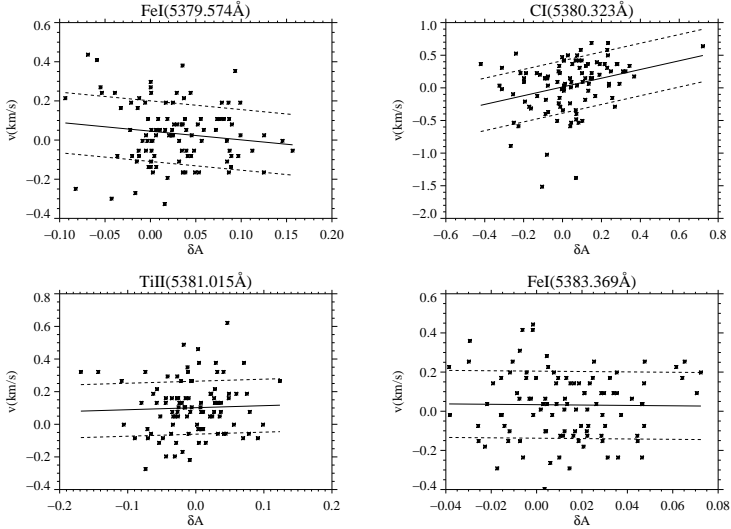 FeI(5379.574Å)
0.6
0.4
0.2
0.0
−0.2
−0.4
v(km/s)
−0.10 −0.05 0.00 0.05 0.10 0.15 0.20
δA
CI(5380.323Å)
1.0
0.5
0.0
−0.5
−1.0
−1.5
−2.0
v(km/s)
−0.6 −0.4 −0.2 0.0 0.2 0.4 0.6 0.8
δA
TiII(5381.015Å)
0.8
0.6
0.4
0.2
0.0
−0.2
−0.4
v(km/s)
−0.2 −0.1 0.0 0.1 0.2
δA
FeI(5383.369Å)
0.8
0.6
0.4
0.2
0.0
−0.2
−0.4
v(km/s)
−0.04 −0.02 0.00 0.02 0.04 0.06 0.08
δA